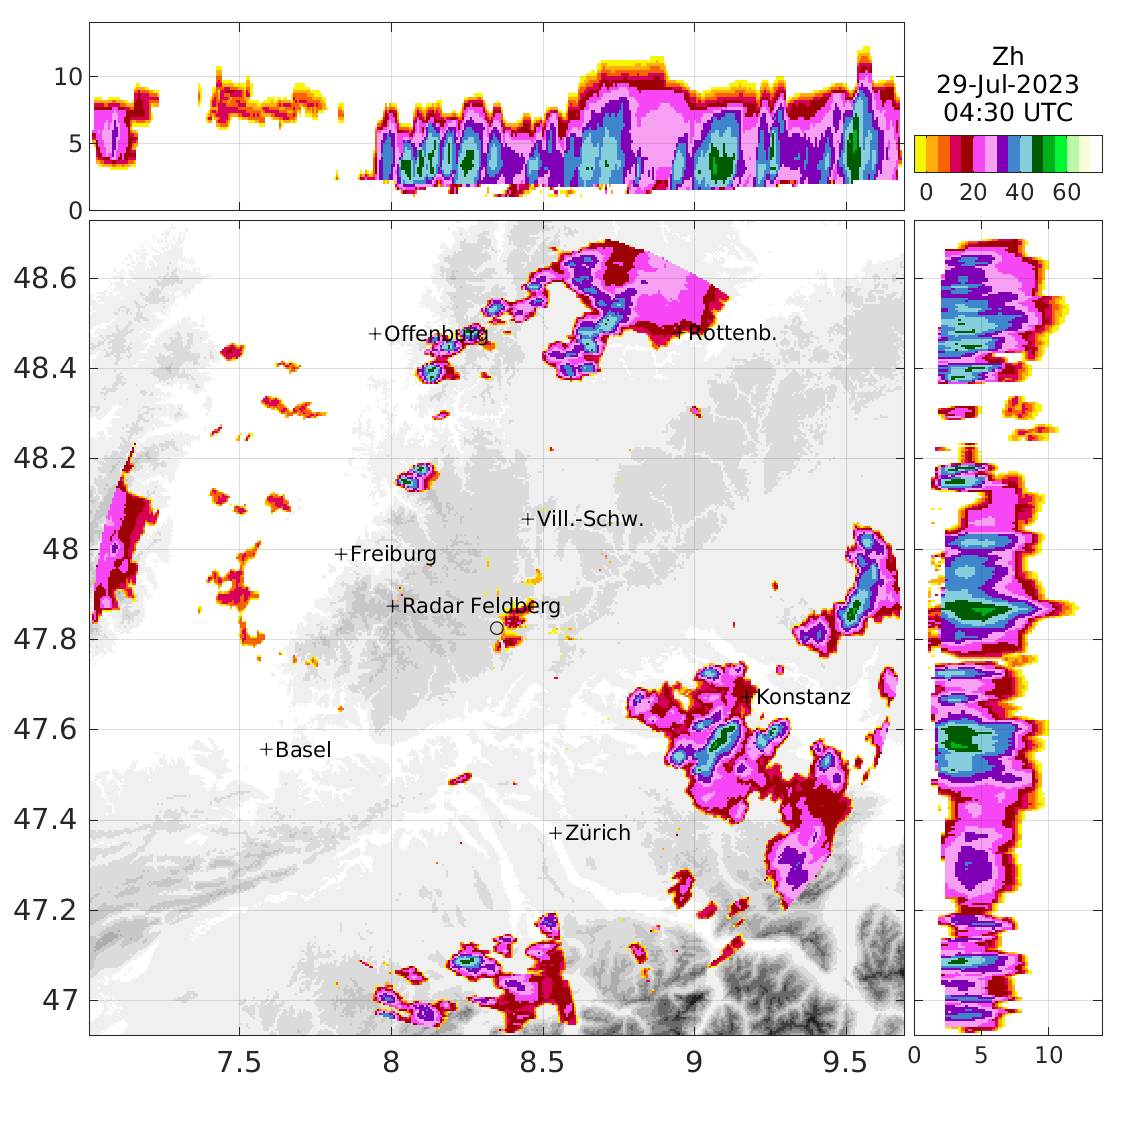 Zh
29-Jul-2023
04:30 UTC
10
5
0
0 20 40 60
48.6
48.4
48.2
48
47.8
47.6
47.4
47.2
47
+Offenburg
+Rottenb.
+Vill.-Schw.
+Freiburg
+Radar Feldberg
+Konstanz
+Basel
+Zürich
7.5 8 8.5 9 9.5
0 5 10